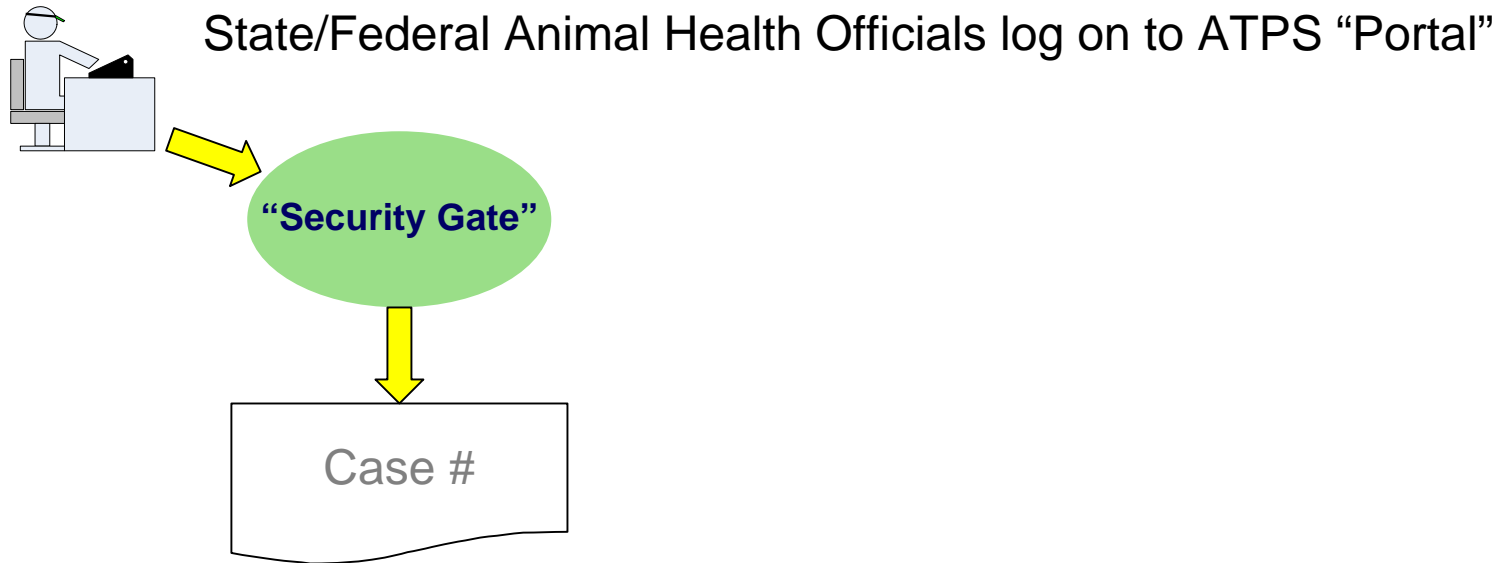 State/Federal Animal Health Officials log on to ATPS “Portal”
“Security Gate”
Case #